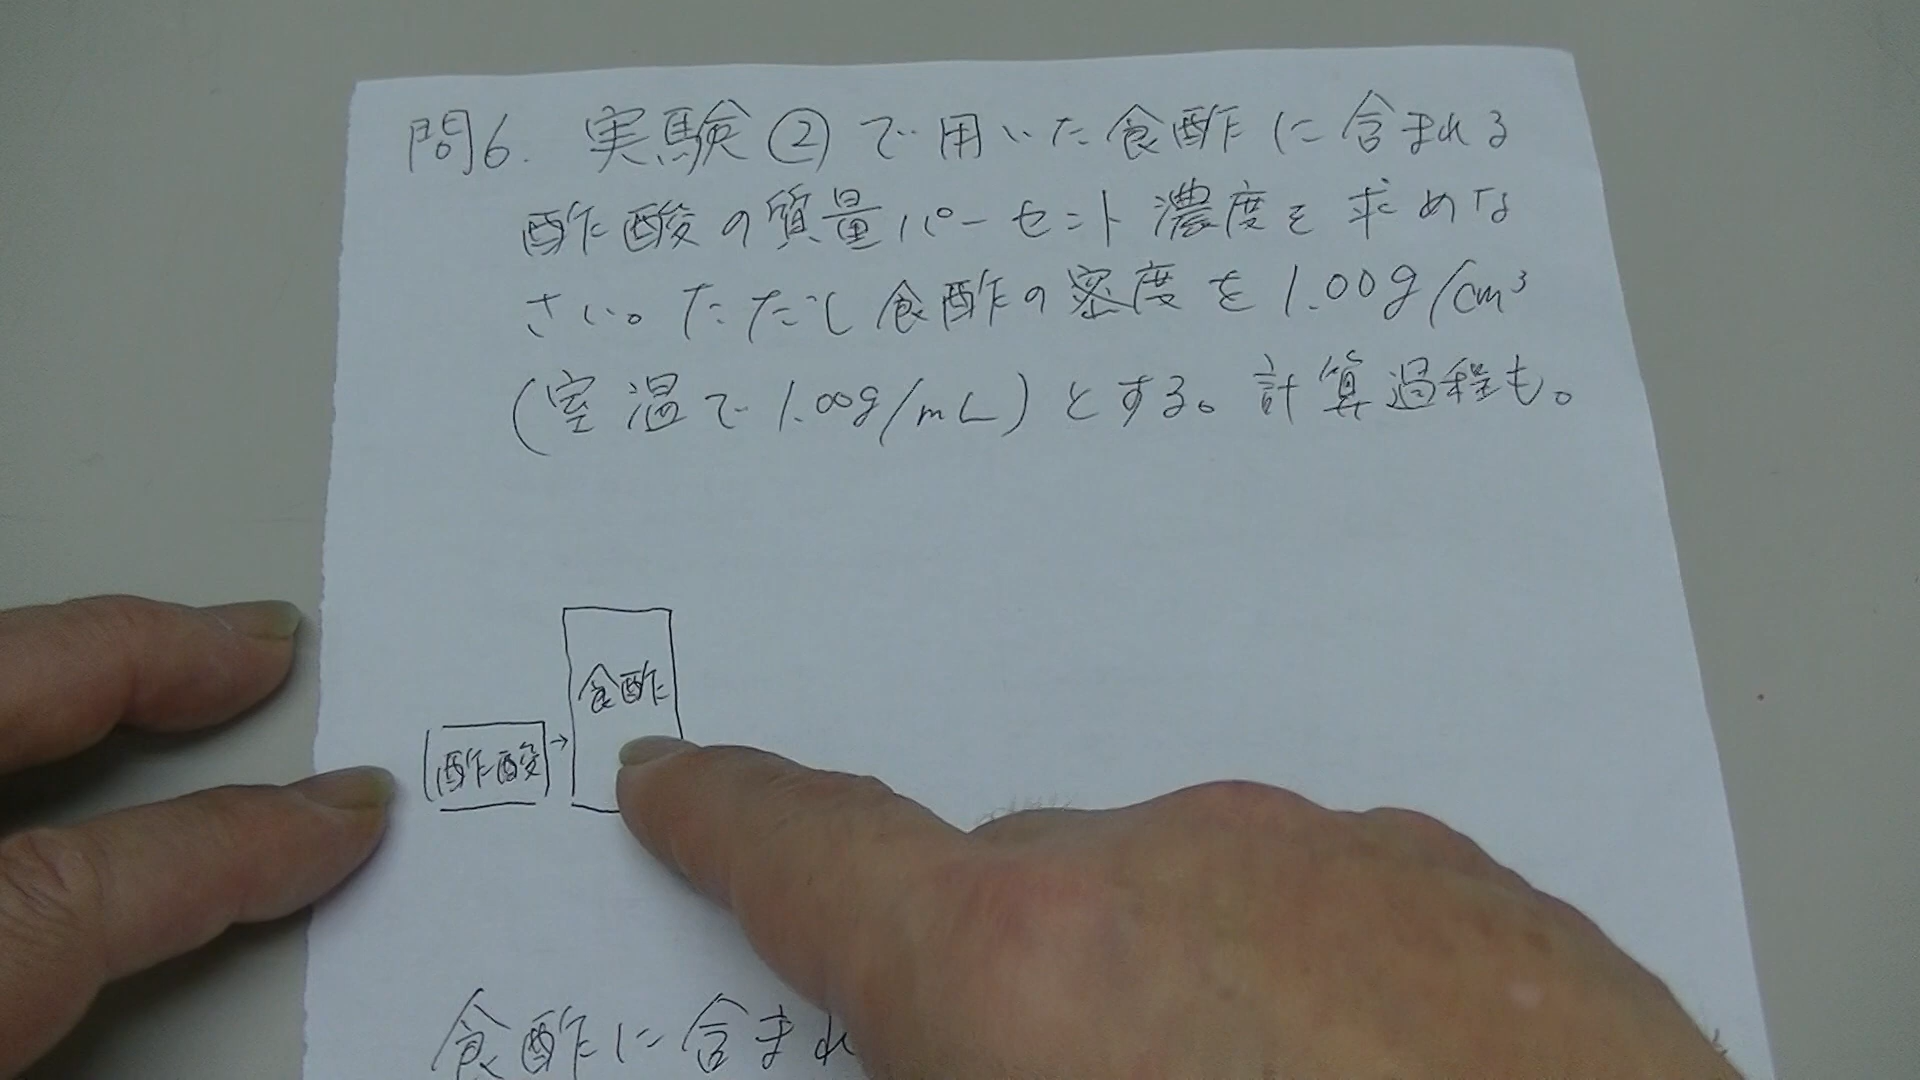 問6. 実験②で用いた食酢に含まれる
酢酸の質量パーセント濃度を求めな
さい。ただし食酢の密度を1.00g/cm³
(室温で1.00g/mL)とする。計算過程も。
食酢
酢酸→
食酢に含まれ